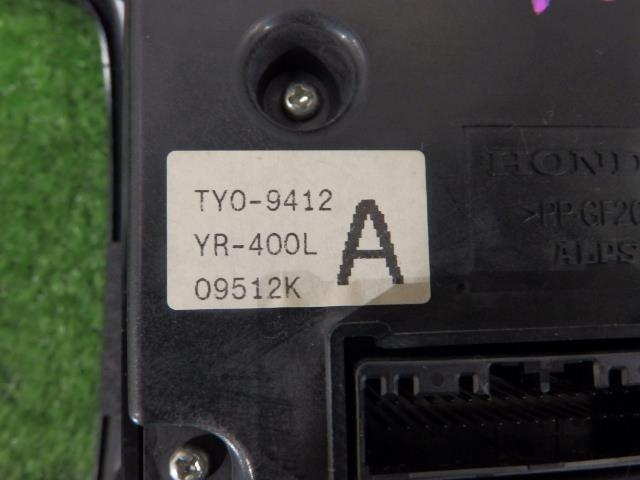 TY0-9412
YR-400L
09512K
A
HOND
>PP-GF20
ALPS